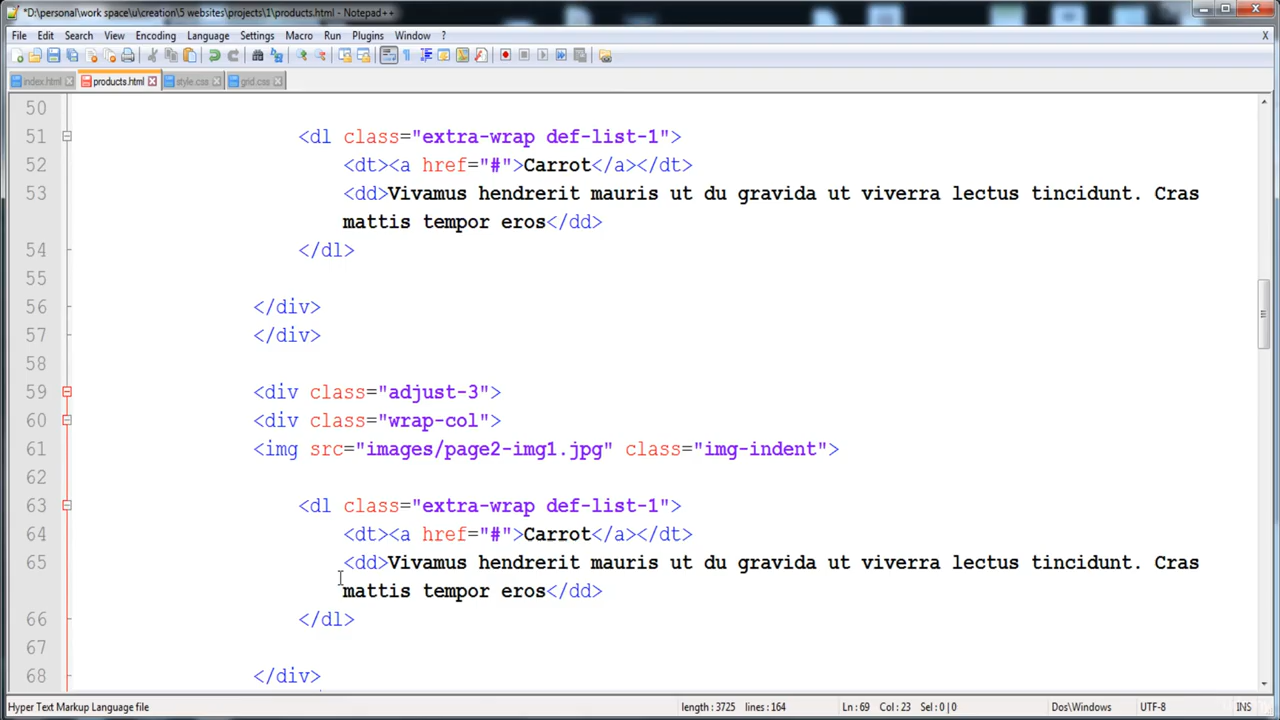 *D:\personal\work space\u\creation\5 websites\projects\1\products.html - Notepad++
File Edit Search View Encoding Language Settings Macro Run Plugins Window ? X
index.html products.html style.css grid.css
50
51 <dl class="extra-wrap def-list-1">
52 <dt><a href="#">Carrot</a></dt>
53 <dd>Vivamus hendrerit mauris ut du gravida ut viverra lectus tincidunt. Cras
mattis tempor eros</dd>
54 </dl>
55
56 </div>
57 </div>
58
59 <div class="adjust-3">
60 <div class="wrap-col">
61 <img src="images/page2-img1.jpg" class="img-indent">
62
63 <dl class="extra-wrap def-list-1">
64 <dt><a href="#">Carrot</a></dt>
65 <dd>Vivamus hendrerit mauris ut du gravida ut viverra lectus tincidunt. Cras
mattis tempor eros</dd>
66 </dl>
67
68 </div>
Hyper Text Markup Language file length : 3725 lines : 164 Ln : 69 Col : 23 Sel : 0 | 0 Dos\Windows UTF-8 INS